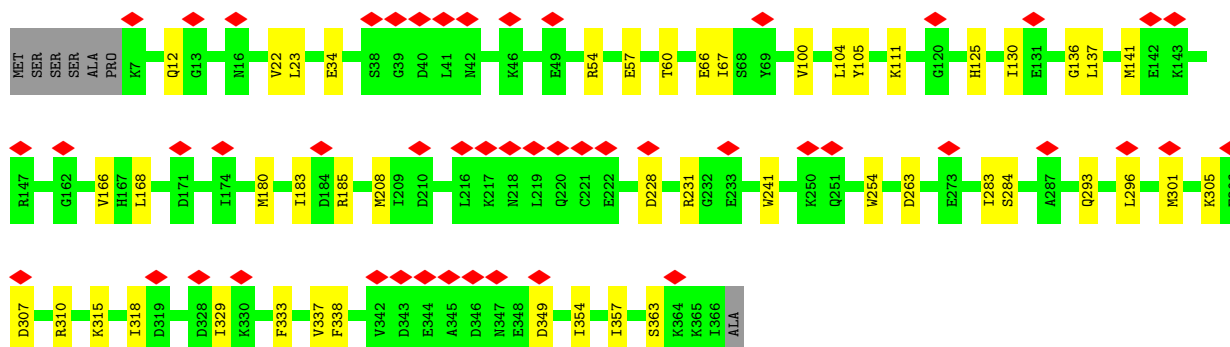 MET SER SER SER ALA PRO K7 Q12 G13 N16 V22 L23 E34 S38 G39 D40 L41 N42 K46 E49 R54 E57 T60 E66 I67 S68 Y69 V100 L104 Y105 K111 G120 H125 I130 E131 G136 L137 M141 E142 K143
R147 G162 V166 H167 L168 D171 I174 M180 I183 D184 R185 M208 I209 D210 L216 K217 N218 L219 Q220 C221 E222 D228 R231 G232 E233 W241 K250 Q251 W254 D263 E273 I283 S284 A287 Q293 L296 M301 K305
D307 R310 K315 I318 D319 D328 I329 K330 F333 V337 F338 V342 D343 E344 A345 D346 N347 E348 D349 I354 I357 S363 K364 K365 I366 ALA